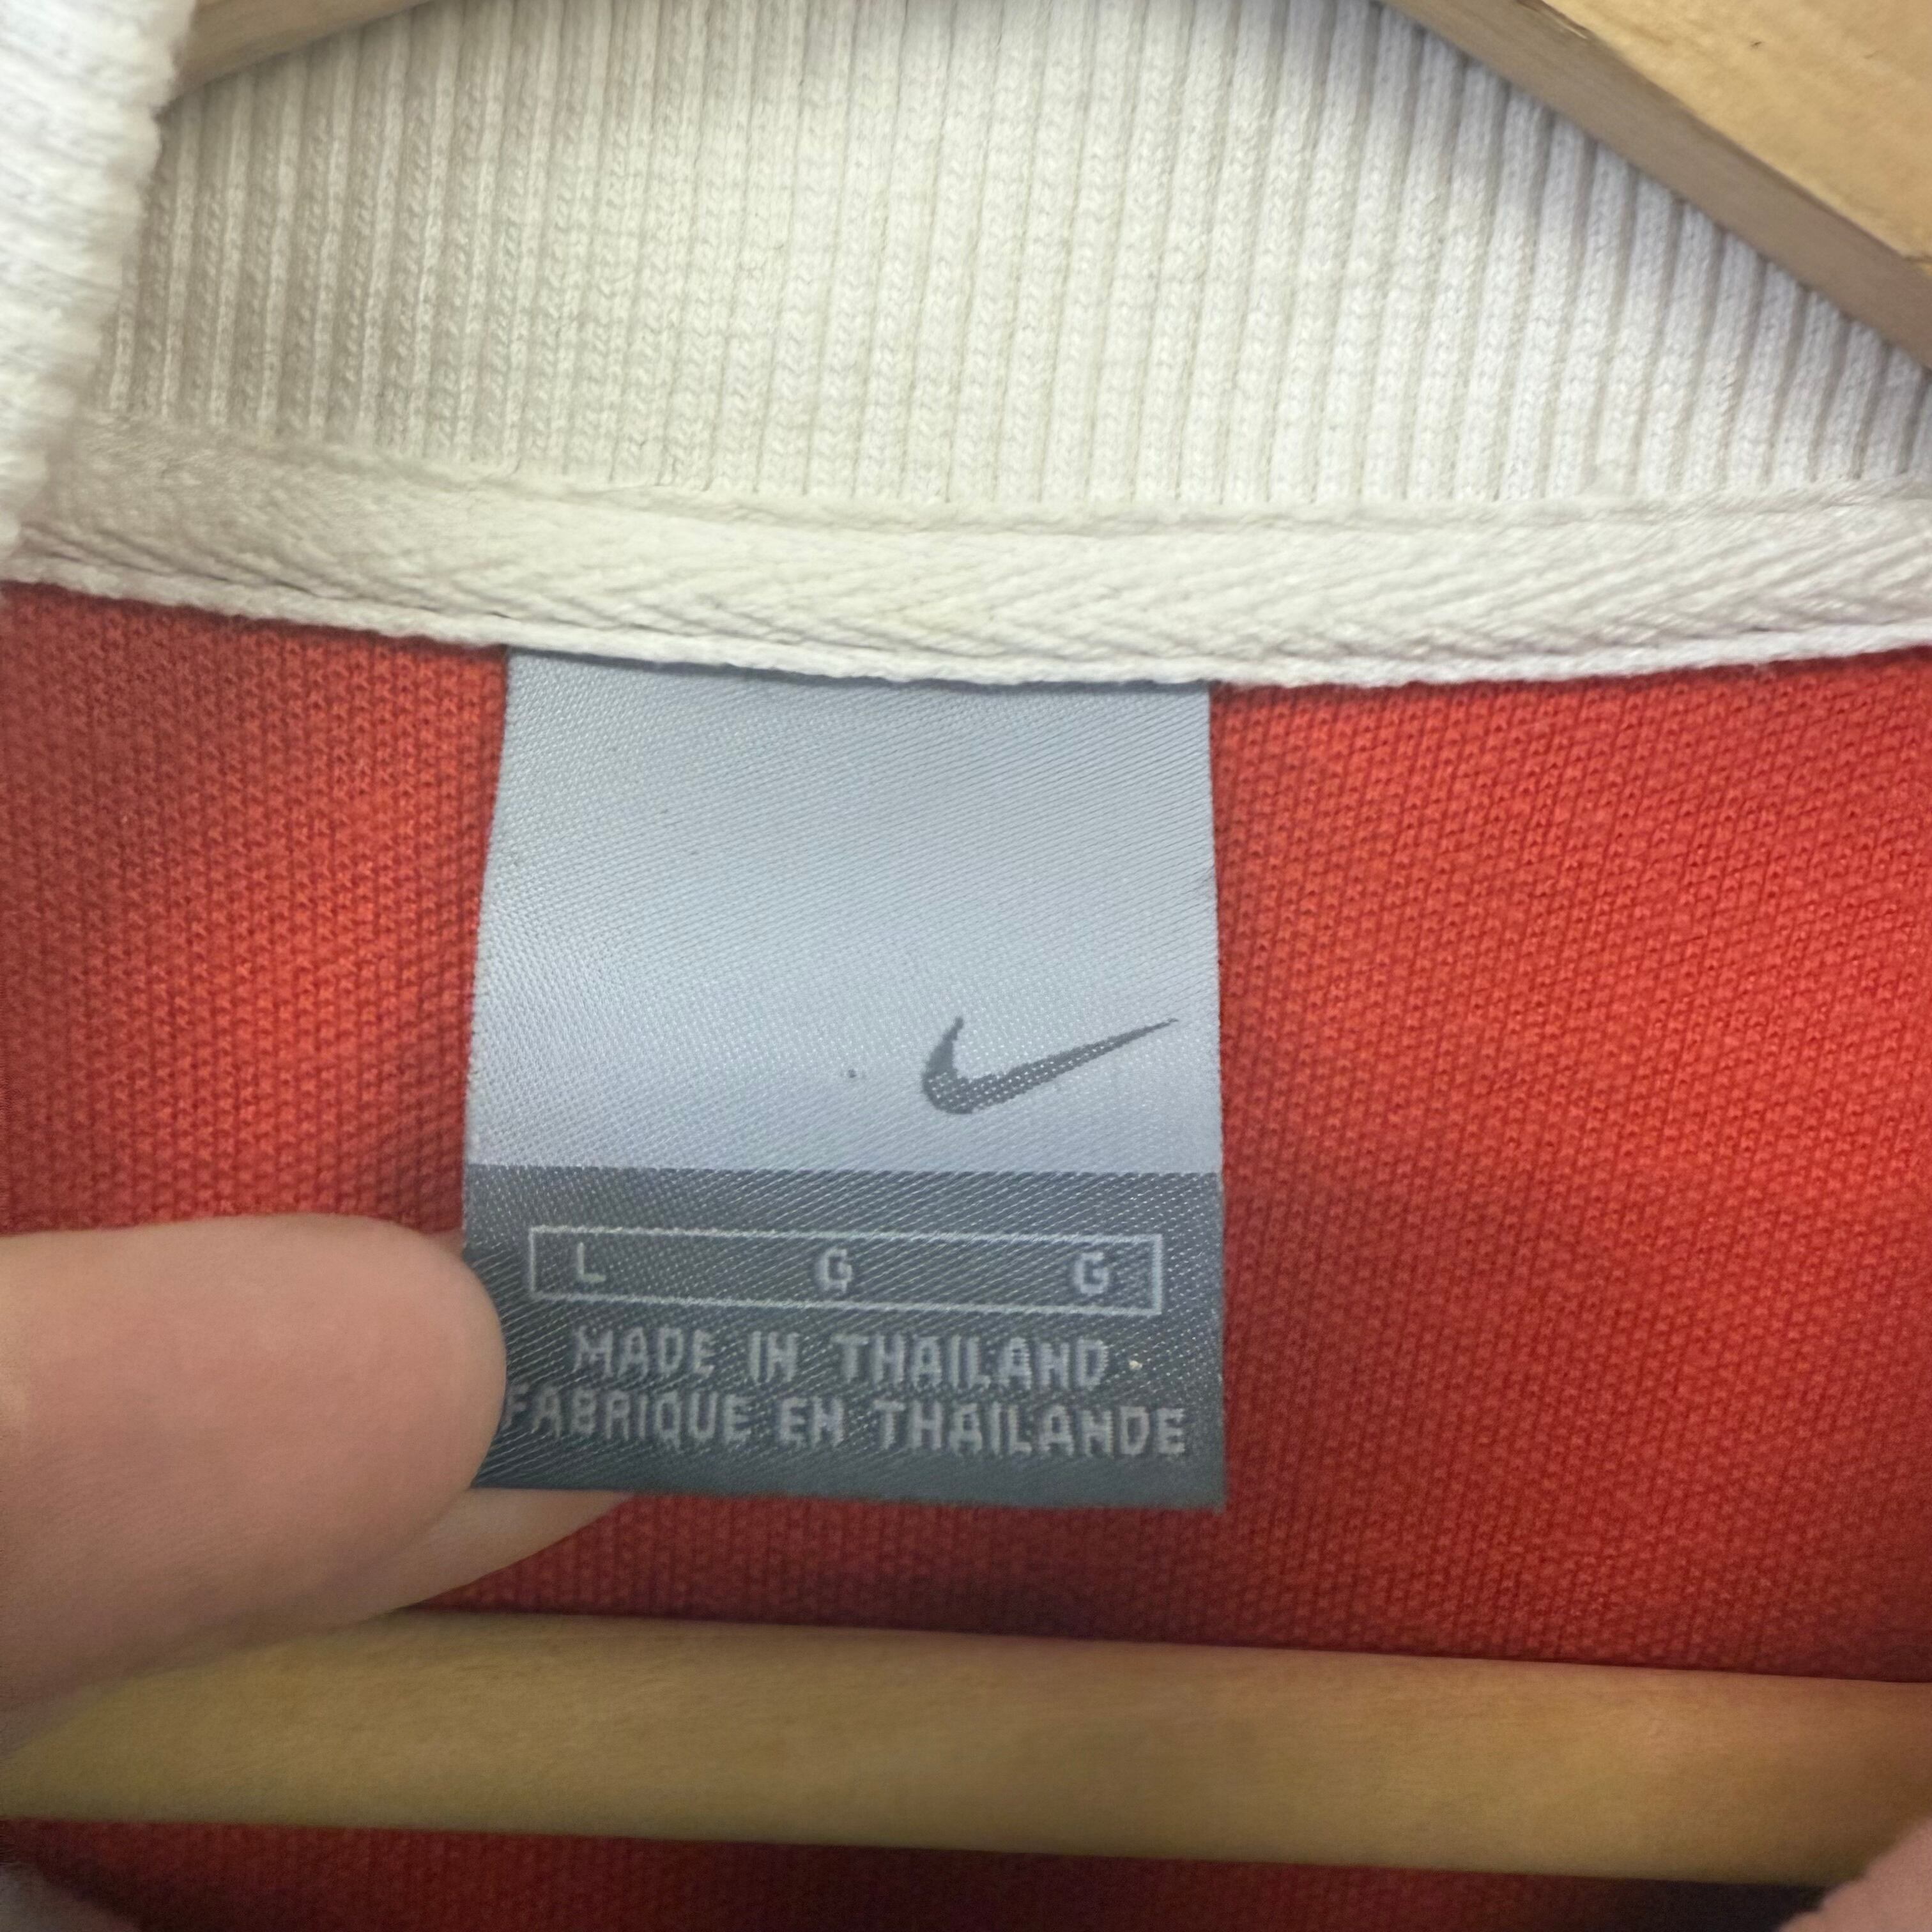 L G G
MADE IN THAILAND
FABRIQUE EN THAILANDE